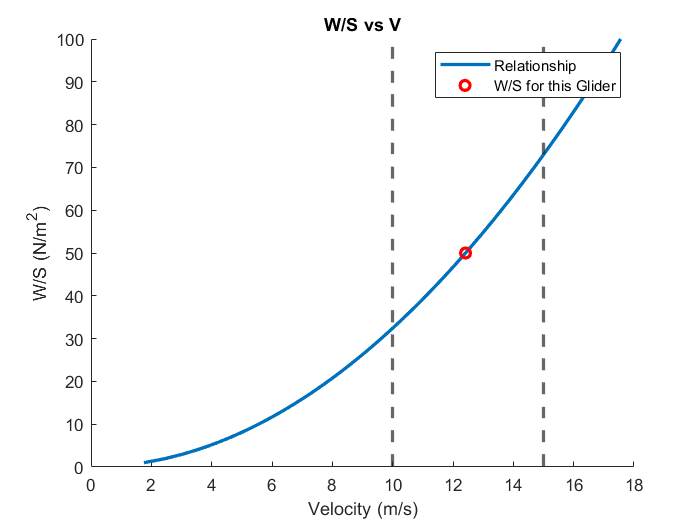 W/S vs V
Relationship
W/S for this Glider
100
90
80
70
60
50
40
30
20
10
0
W/S (N/m²)
0 2 4 6 8 10 12 14 16 18
Velocity (m/s)